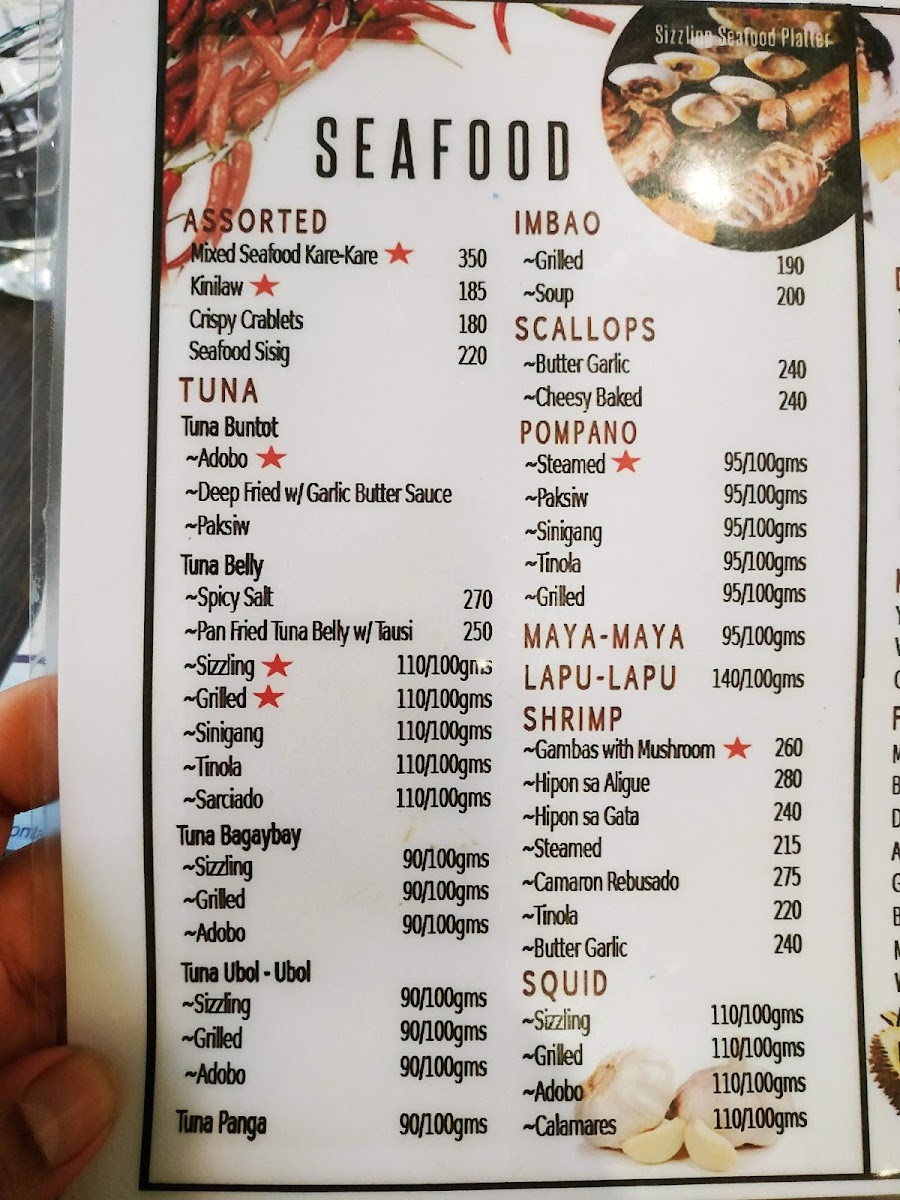 Sizzling Seafood Platter
SEAFOOD
ASSORTED
Mixed Seafood Kare-Kare 350
Kinilaw 185
Crispy Crablets 180
Seafood Sisig 220
TUNA
Tuna Buntot
~Adobo
~Deep Fried w/ Garlic Butter Sauce
~Paksiw
Tuna Belly
~Spicy Salt 270
~Pan Fried Tuna Belly w/ Tausi 250
~Sizzling 110/100gms
~Grilled 110/100gms
~Sinigang 110/100gms
~Tinola 110/100gms
~Sarciado 110/100gms
Tuna Bagaybay
~Sizzling 90/100gms
~Grilled 90/100gms
~Adobo 90/100gms
Tuna Ubol - Ubol
~Sizzling 90/100gms
~Grilled 90/100gms
~Adobo 90/100gms
Tuna Panga 90/100gms
IMBAO
~Grilled 190
~Soup 200
SCALLOPS
~Butter Garlic 240
~Cheesy Baked 240
POMPANO
~Steamed 95/100gms
~Paksiw 95/100gms
~Sinigang 95/100gms
~Tinola 95/100gms
~Grilled 95/100gms
MAYA-MAYA 95/100gms
LAPU-LAPU 140/100gms
SHRIMP
~Gambas with Mushroom 260
~Hipon sa Aligue 280
~Hipon sa Gata 240
~Steamed 215
~Camaron Rebusado 275
~Tinola 220
~Butter Garlic 240
SQUID
~Sizzling 110/100gms
~Grilled 110/100gms
~Adobo 110/100gms
~Calamares 110/100gms